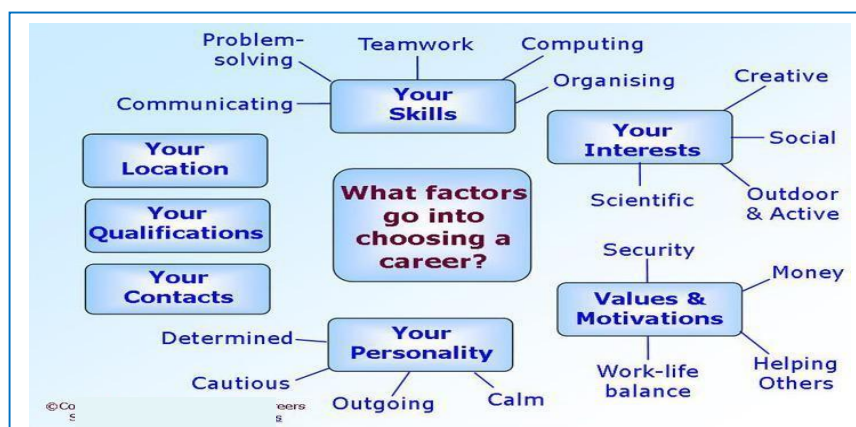 Problem-
solving
Teamwork
Computing
Communicating
Organising
Your
Skills
Creative
Your
Interests
Social
Scientific
Outdoor
& Active
Your
Location
Your
Qualifications
Your
Contacts
What factors
go into
choosing a
career?
Security
Money
Values &
Motivations
Work-life
balance
Helping
Others
Determined
Your
Personality
Cautious
Outgoing
Calm